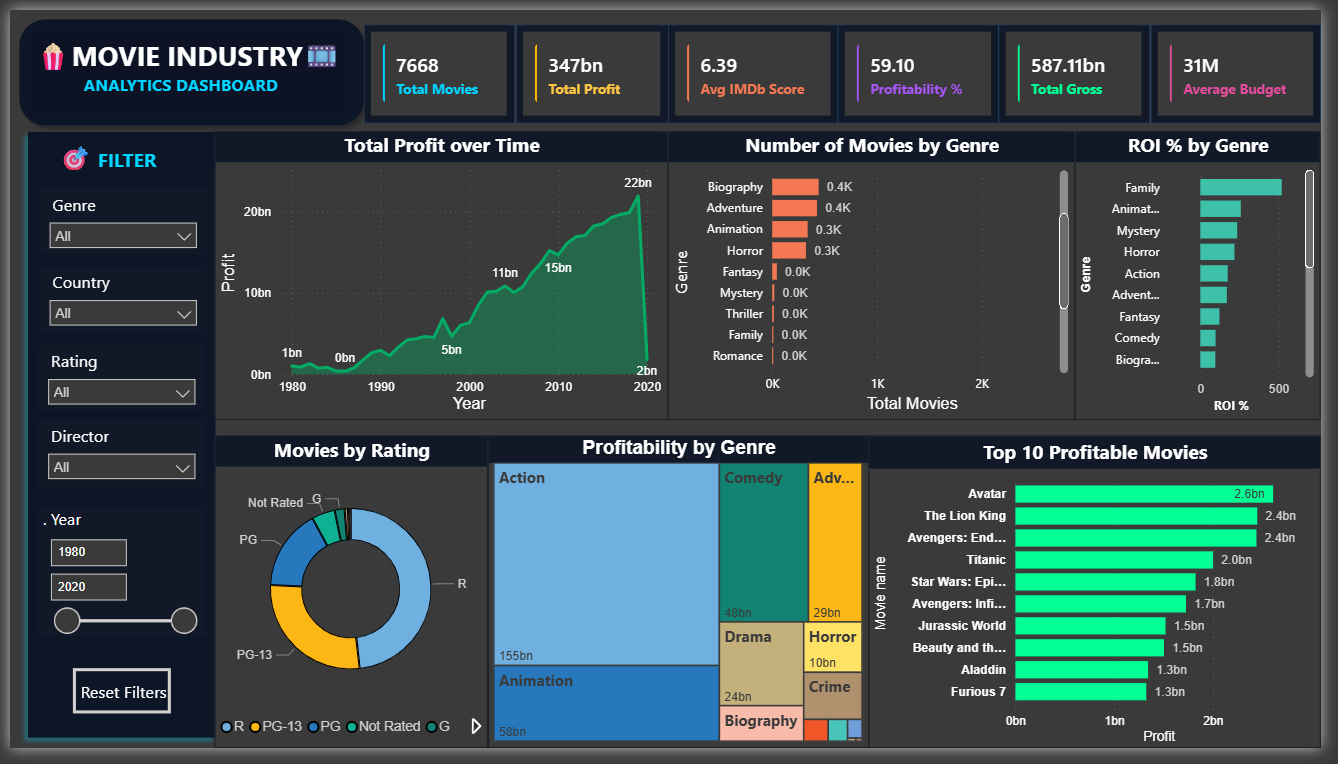 MOVIE INDUSTRY
ANALYTICS DASHBOARD
7668
Total Movies
347bn
Total Profit
6.39
Avg IMDb Score
59.10
Profitability %
587.11bn
Total Gross
31M
Average Budget
FILTER
Genre
All
Country
All
Rating
All
Director
All
. Year
1980
2020
Reset Filters
Total Profit over Time
Profit
20bn
10bn
0bn
1bn
0bn
5bn
11bn
15bn
22bn
2bn
1980 1990 2000 2010 2020
Year
Number of Movies by Genre
Genre
Biography 0.4K
Adventure 0.4K
Animation 0.3K
Horror 0.3K
Fantasy 0.0K
Mystery 0.0K
Thriller 0.0K
Family 0.0K
Romance 0.0K
0K 1K 2K
Total Movies
ROI % by Genre
Genre
Family
Animat...
Mystery
Horror
Action
Advent...
Fantasy
Comedy
Biogra...
0 500
ROI %
Movies by Rating
Not Rated
G
PG
R
PG-13
R PG-13 PG Not Rated G
Profitability by Genre
Action
155bn
Animation
58bn
Comedy
48bn
Adv...
29bn
Drama
24bn
Horror
10bn
Crime
Biography
Top 10 Profitable Movies
Movie name
Avatar 2.6bn
The Lion King 2.4bn
Avengers: End... 2.4bn
Titanic 2.0bn
Star Wars: Epi... 1.8bn
Avengers: Infi... 1.7bn
Jurassic World 1.5bn
Beauty and th... 1.5bn
Aladdin 1.3bn
Furious 7 1.3bn
0bn 1bn 2bn
Profit